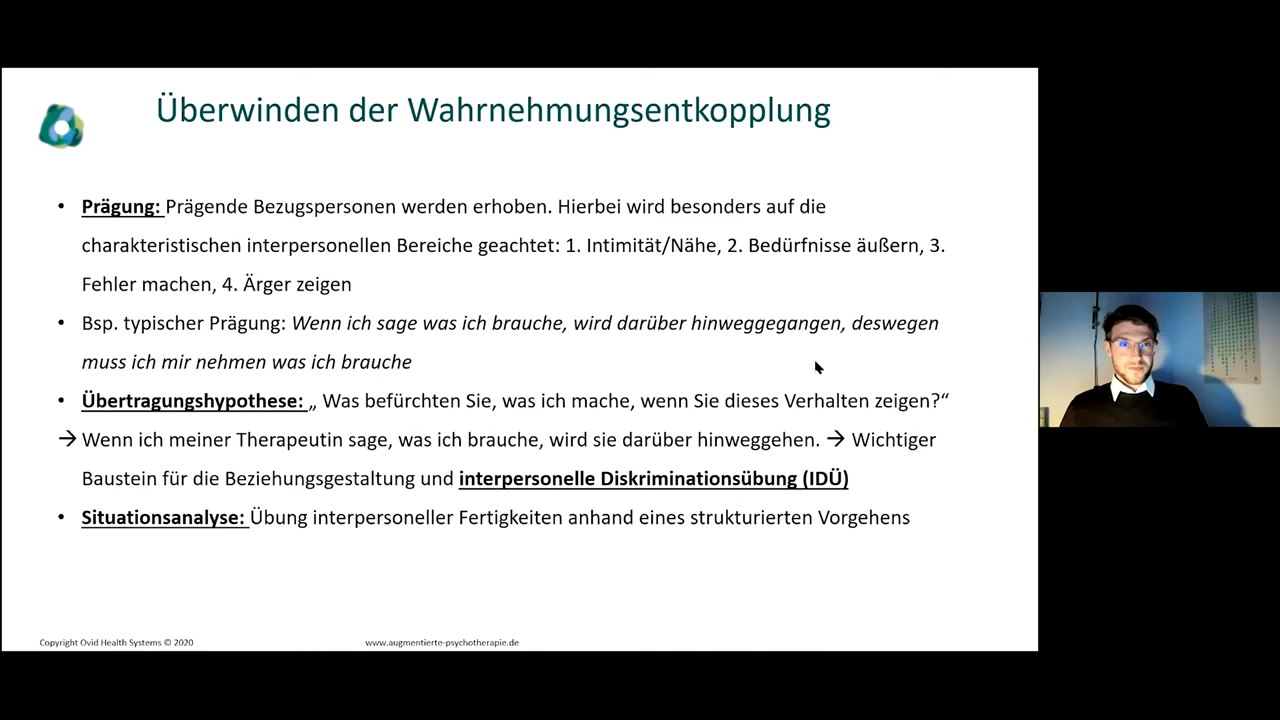 Überwinden der Wahrnehmungsentkopplung
• Prägung: Prägende Bezugspersonen werden erhoben. Hierbei wird besonders auf die
charakteristischen interpersonellen Bereiche geachtet: 1. Intimität/Nähe, 2. Bedürfnisse äußern, 3.
Fehler machen, 4. Ärger zeigen
• Bsp. typischer Prägung: Wenn ich sage was ich brauche, wird darüber hinweggegangen, deswegen
muss ich mir nehmen was ich brauche
• Übertragungshypothese: „ Was befürchten Sie, was ich mache, wenn Sie dieses Verhalten zeigen?“
→ Wenn ich meiner Therapeutin sage, was ich brauche, wird sie darüber hinweggehen. → Wichtiger
Baustein für die Beziehungsgestaltung und interpersonelle Diskriminationsübung (IDÜ)
• Situationsanalyse: Übung interpersoneller Fertigkeiten anhand eines strukturierten Vorgehens
Copyright Ovid Health Systems © 2020
www.augmentierte-psychotherapie.de